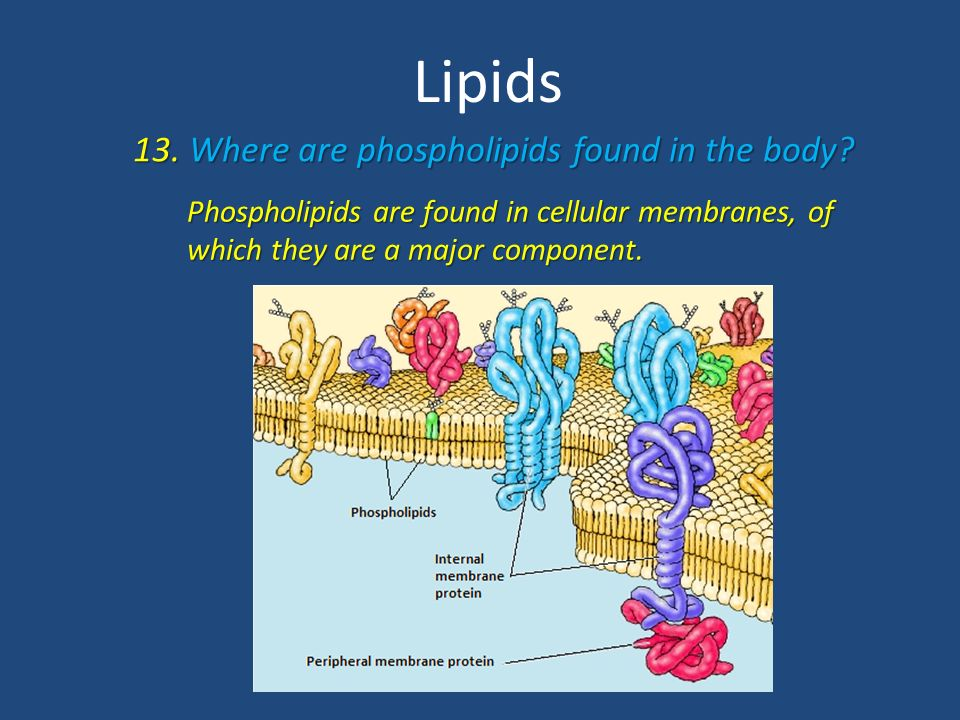 Lipids
13. Where are phospholipids found in the body?
Phospholipids are found in cellular membranes, of
which they are a major component.
Phospholipids
Internal
membrane
protein
Peripheral membrane protein